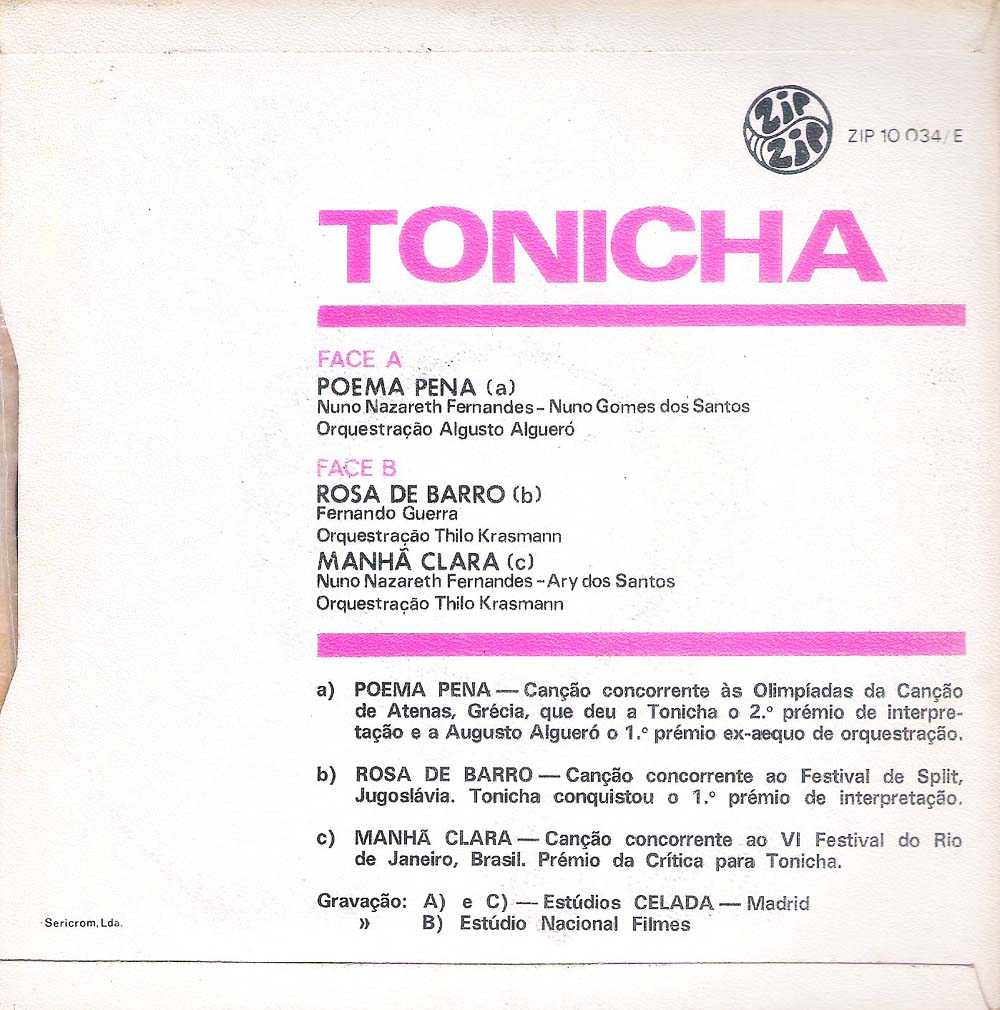 ZIP
ZIP
ZIP 10 034/E
TONICHA
FACE A
POEMA PENA (a)
Nuno Nazareth Fernandes - Nuno Gomes dos Santos
Orquestração Algusto Algueró
FACE B
ROSA DE BARRO (b)
Fernando Guerra
Orquestração Thilo Krasmann
MANHÃ CLARA (c)
Nuno Nazareth Fernandes - Ary dos Santos
Orquestração Thilo Krasmann
a) POEMA PENA — Canção concorrente às Olimpíadas da Canção
de Atenas, Grécia, que deu a Tonicha o 2.º prémio de interpre-
tação e a Augusto Algueró o 1.º prémio ex-aequo de orquestração.
b) ROSA DE BARRO — Canção concorrente ao Festival de Split,
Jugoslávia. Tonicha conquistou o 1.º prémio de interpretação.
c) MANHÃ CLARA — Canção concorrente ao VI Festival do Rio
de Janeiro, Brasil. Prémio da Crítica para Tonicha.
Gravação: A) e C) — Estúdios CELADA — Madrid
» B) Estúdio Nacional Filmes
Sericrom, Lda.